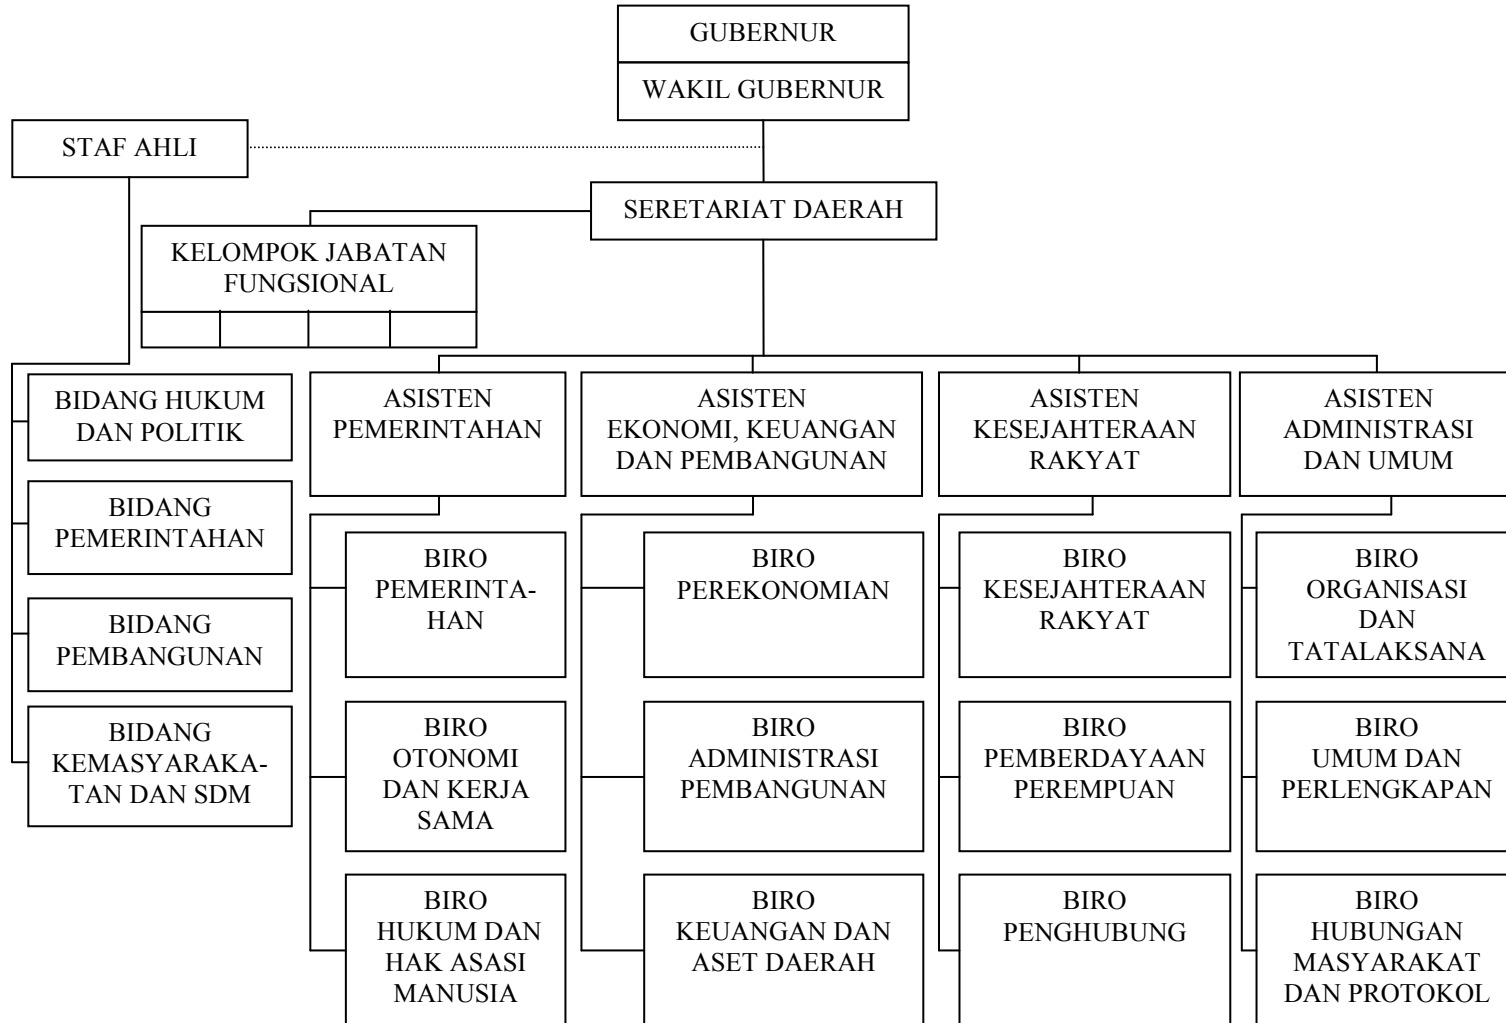 GUBERNUR
WAKIL GUBERNUR
STAF AHLI
SERETARIAT DAERAH
KELOMPOK JABATAN
FUNGSIONAL
BIDANG HUKUM
DAN POLITIK
BIDANG
PEMERINTAHAN
BIDANG
PEMBANGUNAN
BIDANG
KEMASYARAKA-
TAN DAN SDM
ASISTEN
PEMERINTAHAN
BIRO
PEMERINTA-
HAN
BIRO
OTONOMI
DAN KERJA
SAMA
BIRO
HUKUM DAN
HAK ASASI
MANUSIA
ASISTEN
EKONOMI, KEUANGAN
DAN PEMBANGUNAN
BIRO
PEREKONOMIAN
BIRO
ADMINISTRASI
PEMBANGUNAN
BIRO
KEUANGAN DAN
ASET DAERAH
ASISTEN
KESEJAHTERAAN
RAKYAT
BIRO
KESEJAHTERAAN
RAKYAT
BIRO
PEMBERDAYAAN
PEREMPUAN
BIRO
PENGHUBUNG
ASISTEN
ADMINISTRASI
DAN UMUM
BIRO
ORGANISASI
DAN
TATALAKSANA
BIRO
UMUM DAN
PERLENGKAPAN
BIRO
HUBUNGAN
MASYARAKAT
DAN PROTOKOL